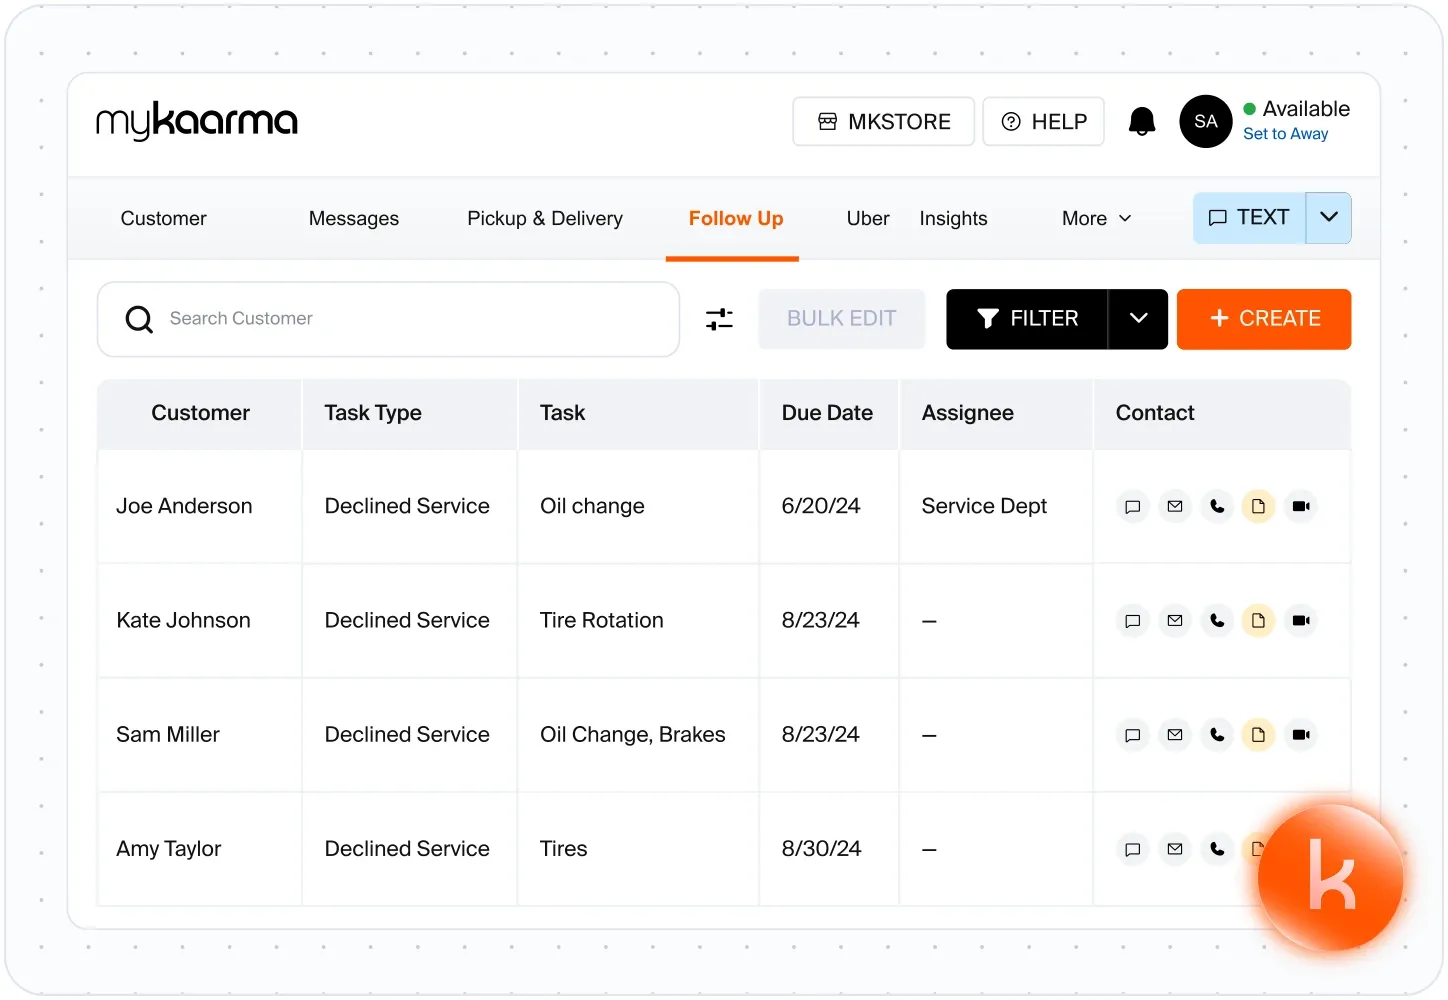 mykaarma
MKSTORE
HELP
SA
Available
Set to Away
Customer Messages Pickup & Delivery Follow Up Uber Insights More TEXT
Search Customer BULK EDIT FILTER + CREATE
Customer Task Type Task Due Date Assignee Contact
Joe Anderson Declined Service Oil change 6/20/24 Service Dept
Kate Johnson Declined Service Tire Rotation 8/23/24 –
Sam Miller Declined Service Oil Change, Brakes 8/23/24 –
Amy Taylor Declined Service Tires 8/30/24 –
k